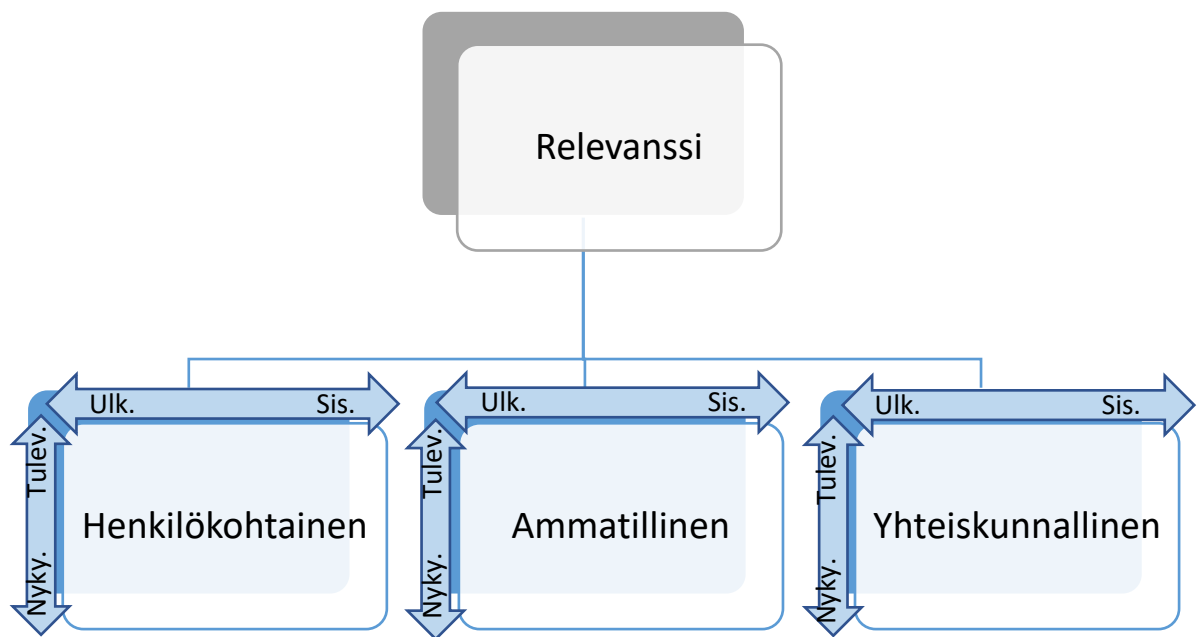 Relevanssi
Ulk. Sis.
Tulev.
Nyky.
Henkilökohtainen
Ulk. Sis.
Tulev.
Nyky.
Ammatillinen
Ulk. Sis.
Tulev.
Nyky.
Yhteiskunnallinen